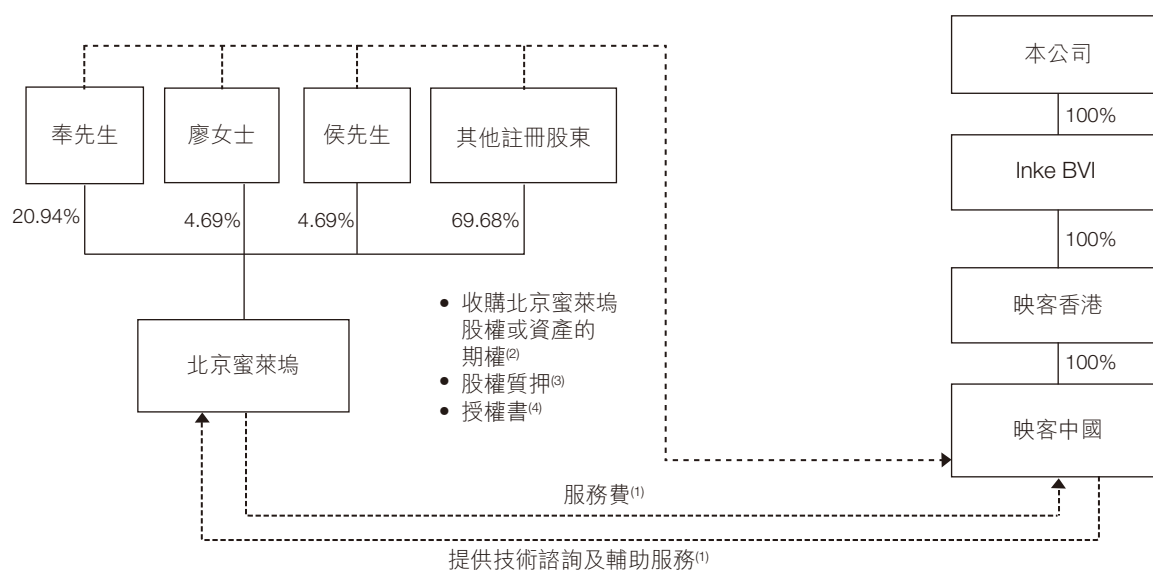 奉先生
廖女士
侯先生
其他註冊股東
20.94%
4.69%
4.69%
69.68%
北京蜜萊塢
• 收購北京蜜萊塢
股權或資產的
期權(2)
• 股權質押(3)
• 授權書(4)
本公司
100%
Inke BVI
100%
映客香港
100%
映客中國
服務費(1)
提供技術諮詢及輔助服務(1)